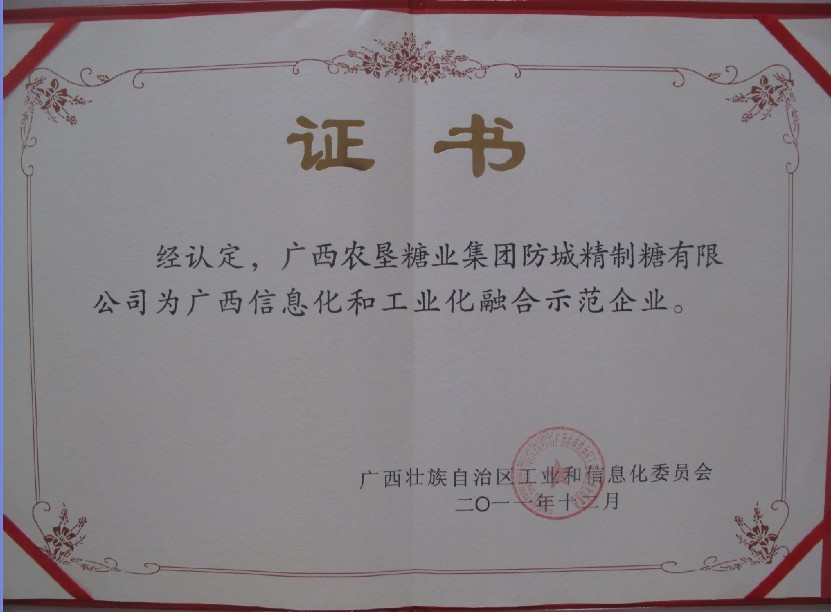 证书
经认定，广西农垦糖业集团防城精制糖有限
公司为广西信息化和工业化融合示范企业。
广西壮族自治区工业和信息化委员会
二〇一一年十二月